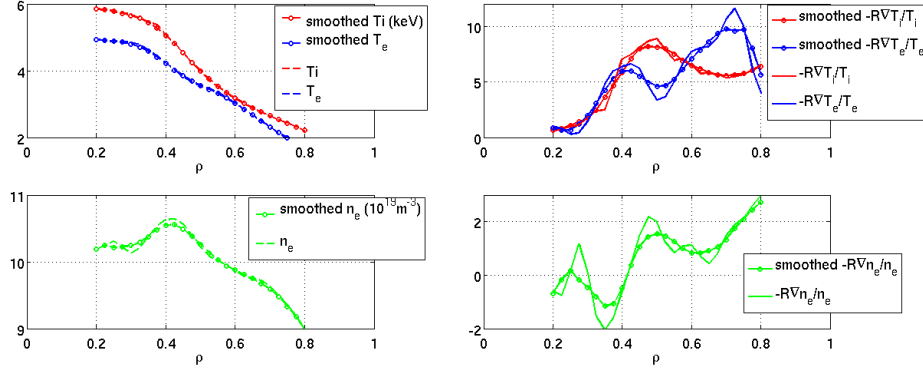 6
4
2
0
0.2
0.4
0.6
0.8
1
ρ
smoothed Ti (keV)
smoothed T_e
Ti
T_e
10
5
0
0
0.2
0.4
0.6
0.8
1
ρ
smoothed -R∇T_i/T_i
smoothed -R∇T_e/T_e
-R∇T_i/T_i
-R∇T_e/T_e
11
10
9
0
0.2
0.4
0.6
0.8
1
ρ
smoothed n_e (10^19 m^-3)
n_e
2
0
-2
0
0.2
0.4
0.6
0.8
1
ρ
smoothed -R∇n_e/n_e
-R∇n_e/n_e